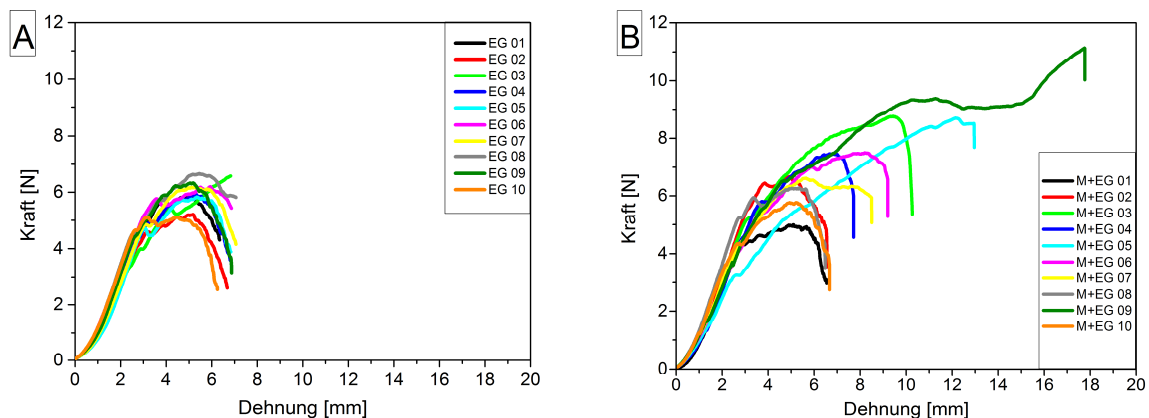 A
Kraft [N]
12
10
8
6
4
2
0
0 2 4 6 8 10 12 14 16 18 20
Dehnung [mm]
EG 01
EG 02
EG 03
EG 04
EG 05
EG 06
EG 07
EG 08
EG 09
EG 10
B
Kraft [N]
12
10
8
6
4
2
0
0 2 4 6 8 10 12 14 16 18 20
Dehnung [mm]
M+EG 01
M+EG 02
M+EG 03
M+EG 04
M+EG 05
M+EG 06
M+EG 07
M+EG 08
M+EG 09
M+EG 10